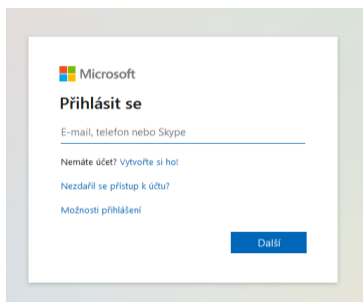 Microsoft
Přihlásit se
E-mail, telefon nebo Skype
Nemáte účet? Vytvořte si ho!
Nezdařil se přístup k účtu?
Možnosti přihlášení
Další